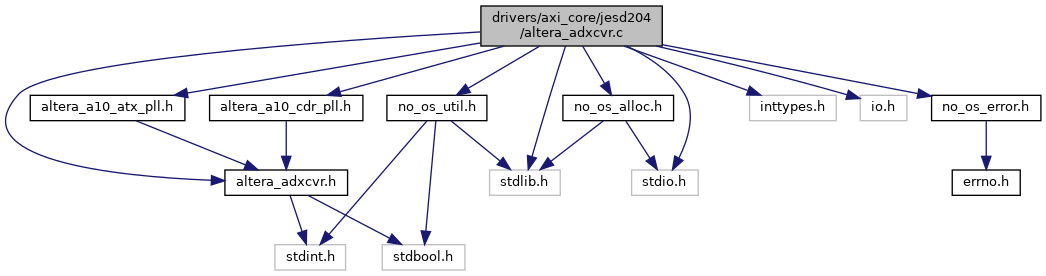 drivers/axi_core/jesd204
/altera_adxcvr.c
altera_a10_atx_pll.h
altera_a10_cdr_pll.h
no_os_util.h
no_os_alloc.h
inttypes.h
io.h
no_os_error.h
altera_adxcvr.h
stdlib.h
stdio.h
errno.h
stdint.h
stdbool.h